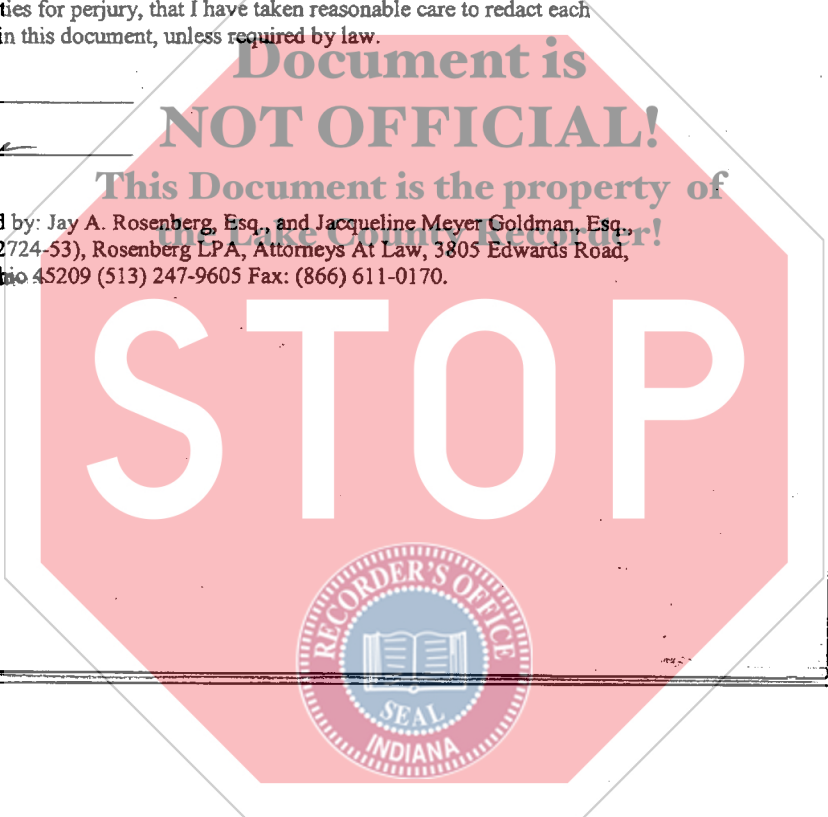 ties for perjury, that I have taken reasonable care to redact each
in this document, unless required by law.
Document is
NOT OFFICIAL!
This Document is the property of
the Lake County Recorder!
by: Jay A. Rosenberg, Esq., and Jacqueline Meyer Goldman, Esq.,
2724-53), Rosenberg LPA, Attorneys At Law, 3805 Edwards Road,
45209 (513) 247-9605 Fax: (866) 611-0170.
STOP
RECORDER'S OFFICE
SEAL
INDIANA